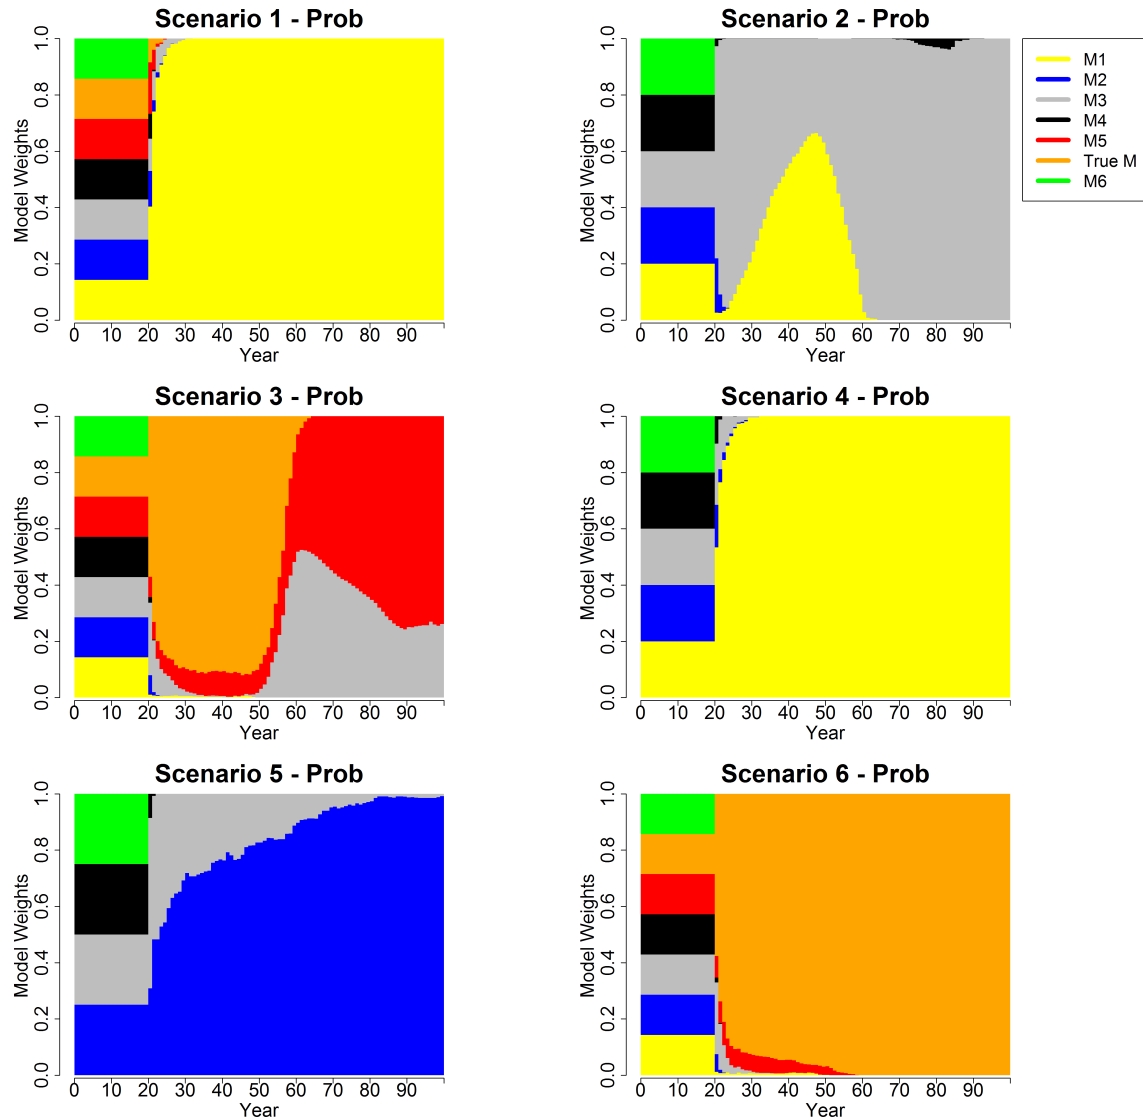 Scenario 1 - Prob
Model Weights
0.0 0.2 0.4 0.6 0.8 1.0
0 10 20 30 40 50 60 70 80 90
Year
Scenario 2 - Prob
Model Weights
0.0 0.2 0.4 0.6 0.8 1.0
0 10 20 30 40 50 60 70 80 90
Year
M1
M2
M3
M4
M5
True M
M6
Scenario 3 - Prob
Model Weights
0.0 0.2 0.4 0.6 0.8 1.0
0 10 20 30 40 50 60 70 80 90
Year
Scenario 4 - Prob
Model Weights
0.0 0.2 0.4 0.6 0.8 1.0
0 10 20 30 40 50 60 70 80 90
Year
Scenario 5 - Prob
Model Weights
0.0 0.2 0.4 0.6 0.8 1.0
0 10 20 30 40 50 60 70 80 90
Year
Scenario 6 - Prob
Model Weights
0.0 0.2 0.4 0.6 0.8 1.0
0 10 20 30 40 50 60 70 80 90
Year